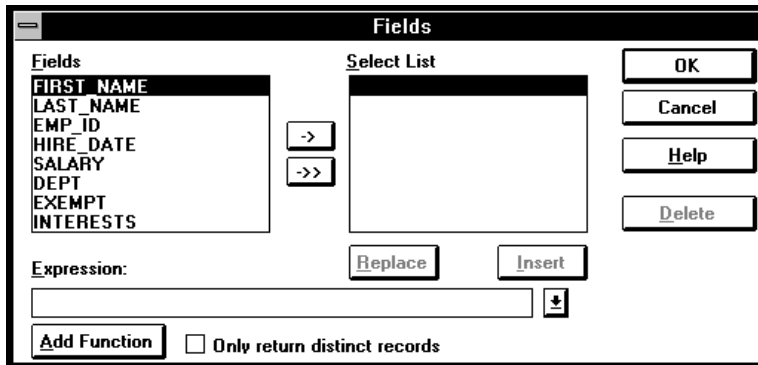 Fields
Fields
Select List
FIRST_NAME
LAST_NAME
EMP_ID
HIRE_DATE
SALARY
DEPT
EXEMPT
INTERESTS
->
->>
OK
Cancel
Help
Delete
Replace
Insert
Expression:
Add Function
Only return distinct records